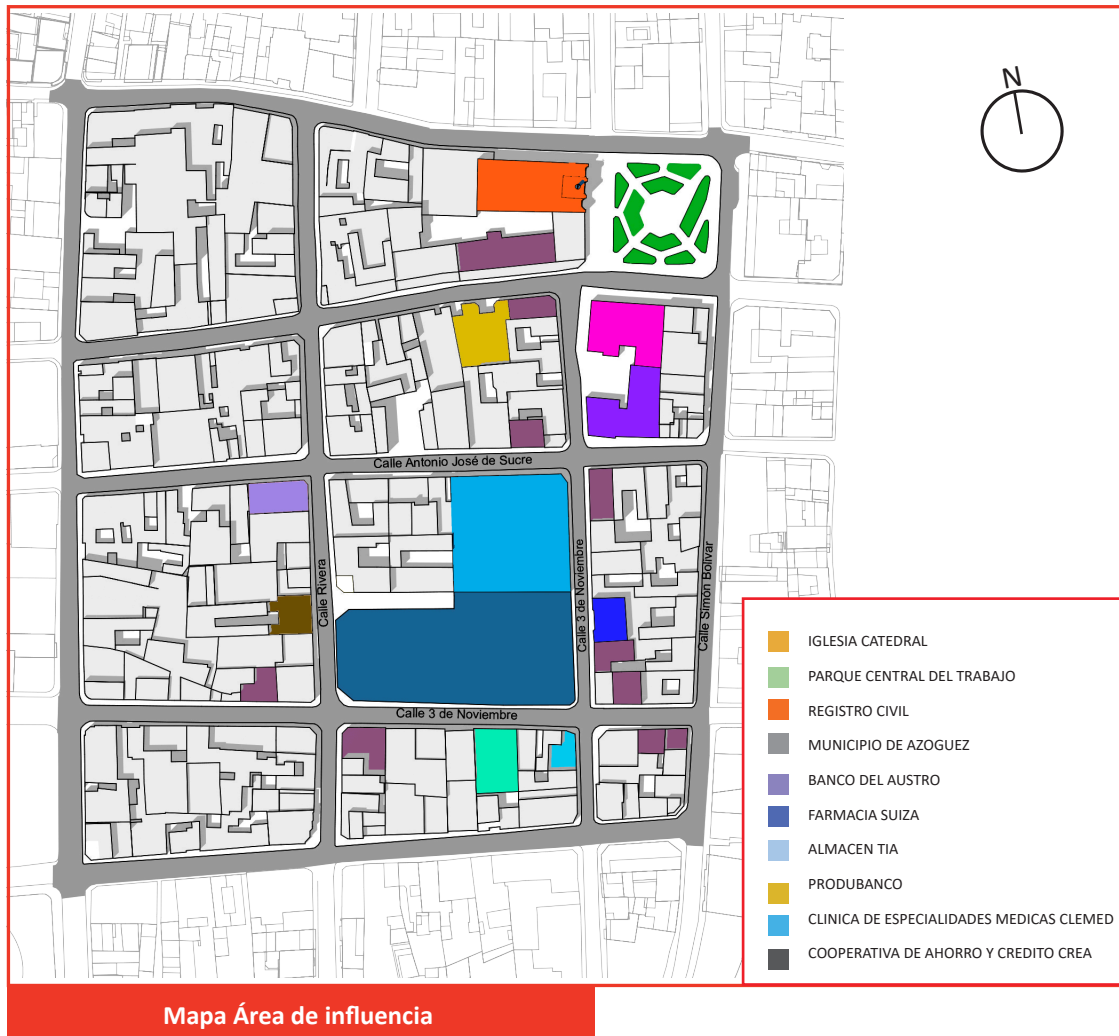 N
Calle Antonio José de Sucre
Calle Rivera
Calle 3 de Noviembre
Calle Simón Bolivar
Calle 3 de Noviembre
IGLESIA CATEDRAL
PARQUE CENTRAL DEL TRABAJO
REGISTRO CIVIL
MUNICIPIO DE AZOGUEZ
BANCO DEL AUSTRO
FARMACIA SUIZA
ALMACEN TIA
PRODUBANCO
CLINICA DE ESPECIALIDADES MEDICAS CLEMED
COOPERATIVA DE AHORRO Y CREDITO CREA
Mapa Área de influencia